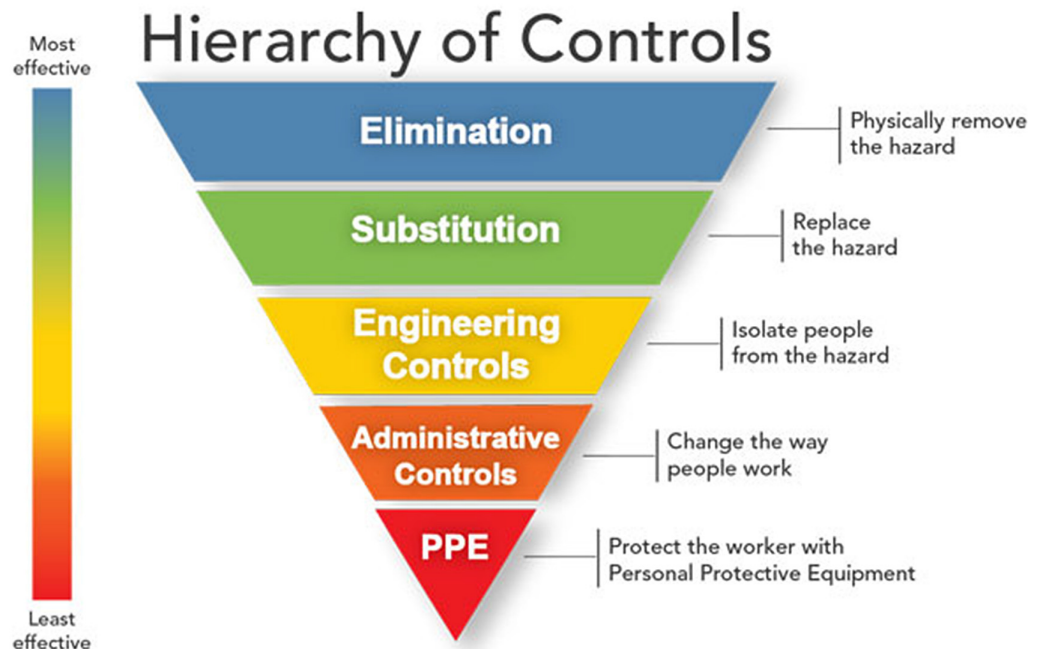 Hierarchy of Controls
Most
effective
Elimination
Physically remove
the hazard
Substitution
Replace
the hazard
Engineering
Controls
Isolate people
from the hazard
Administrative
Controls
Change the way
people work
PPE
Protect the worker with
Personal Protective Equipment
Least
effective